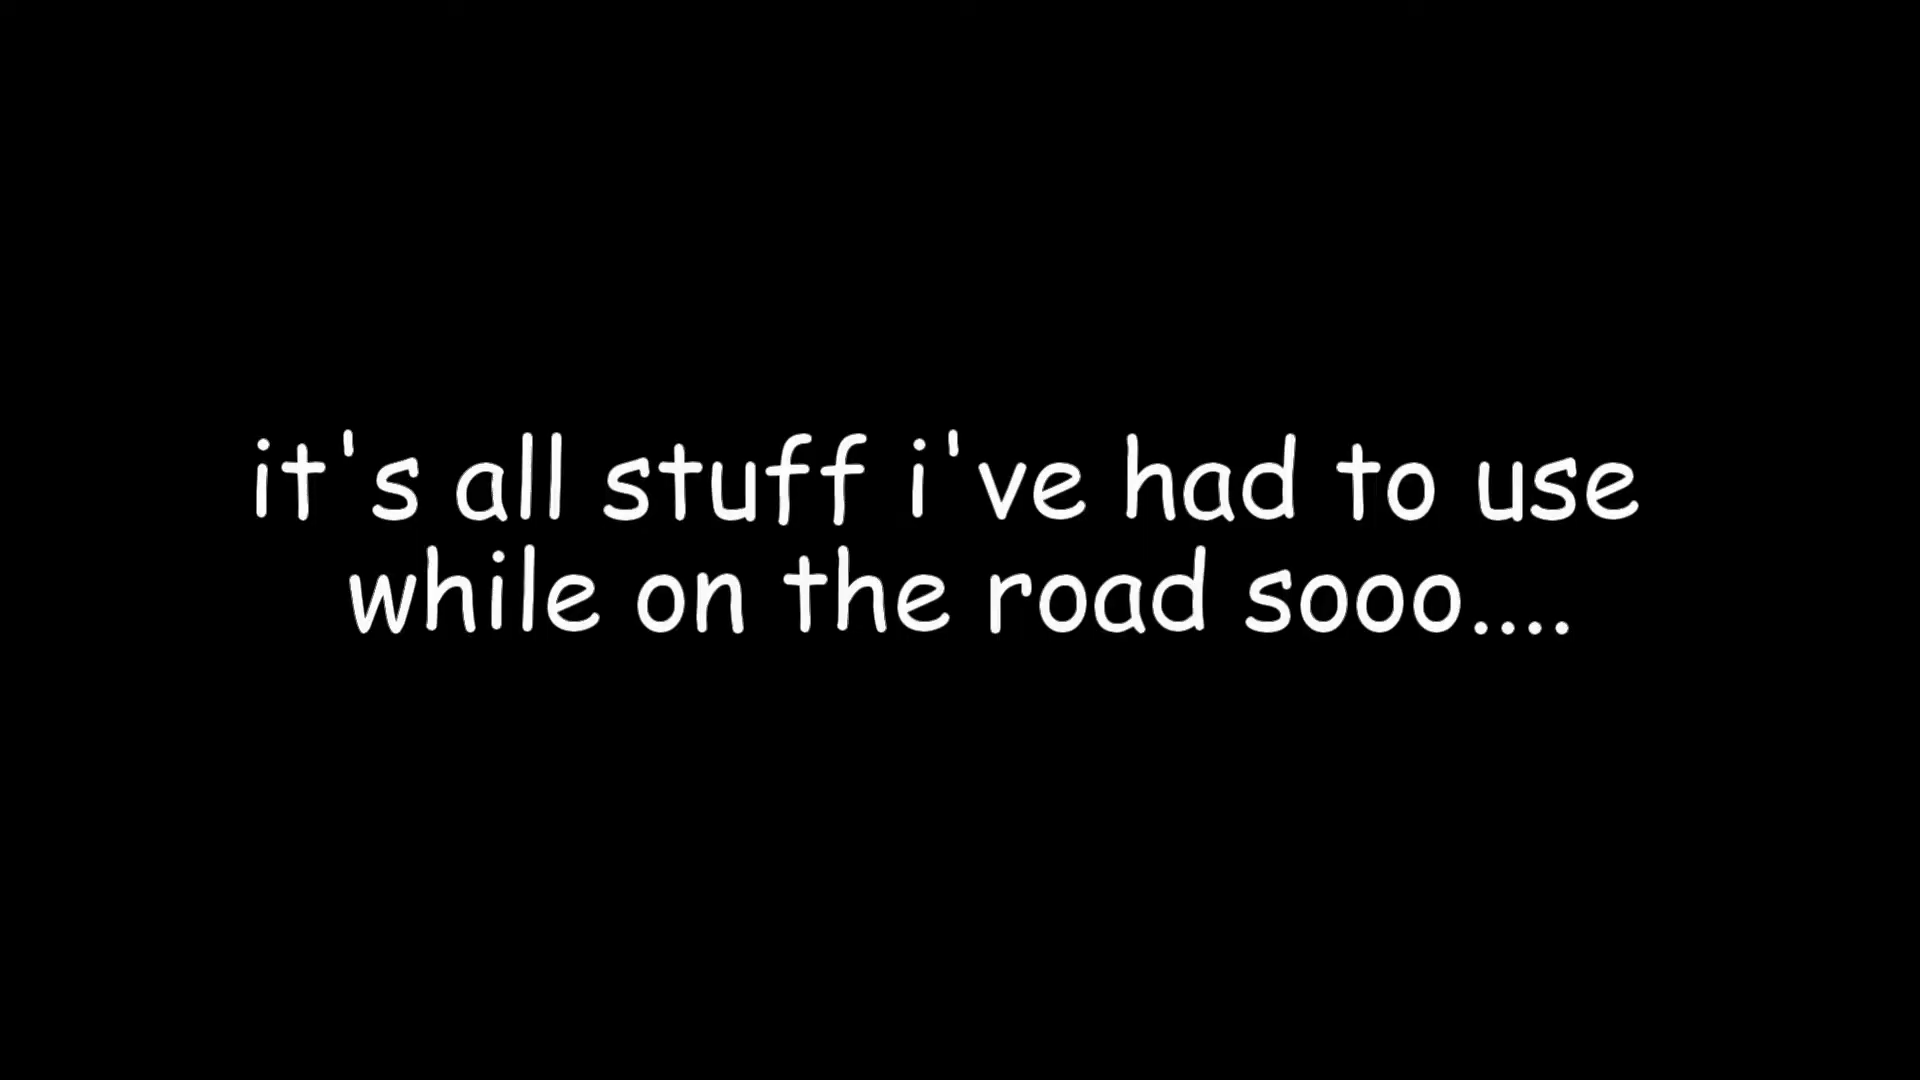 it's all stuff i've had to use
while on the road sooo....